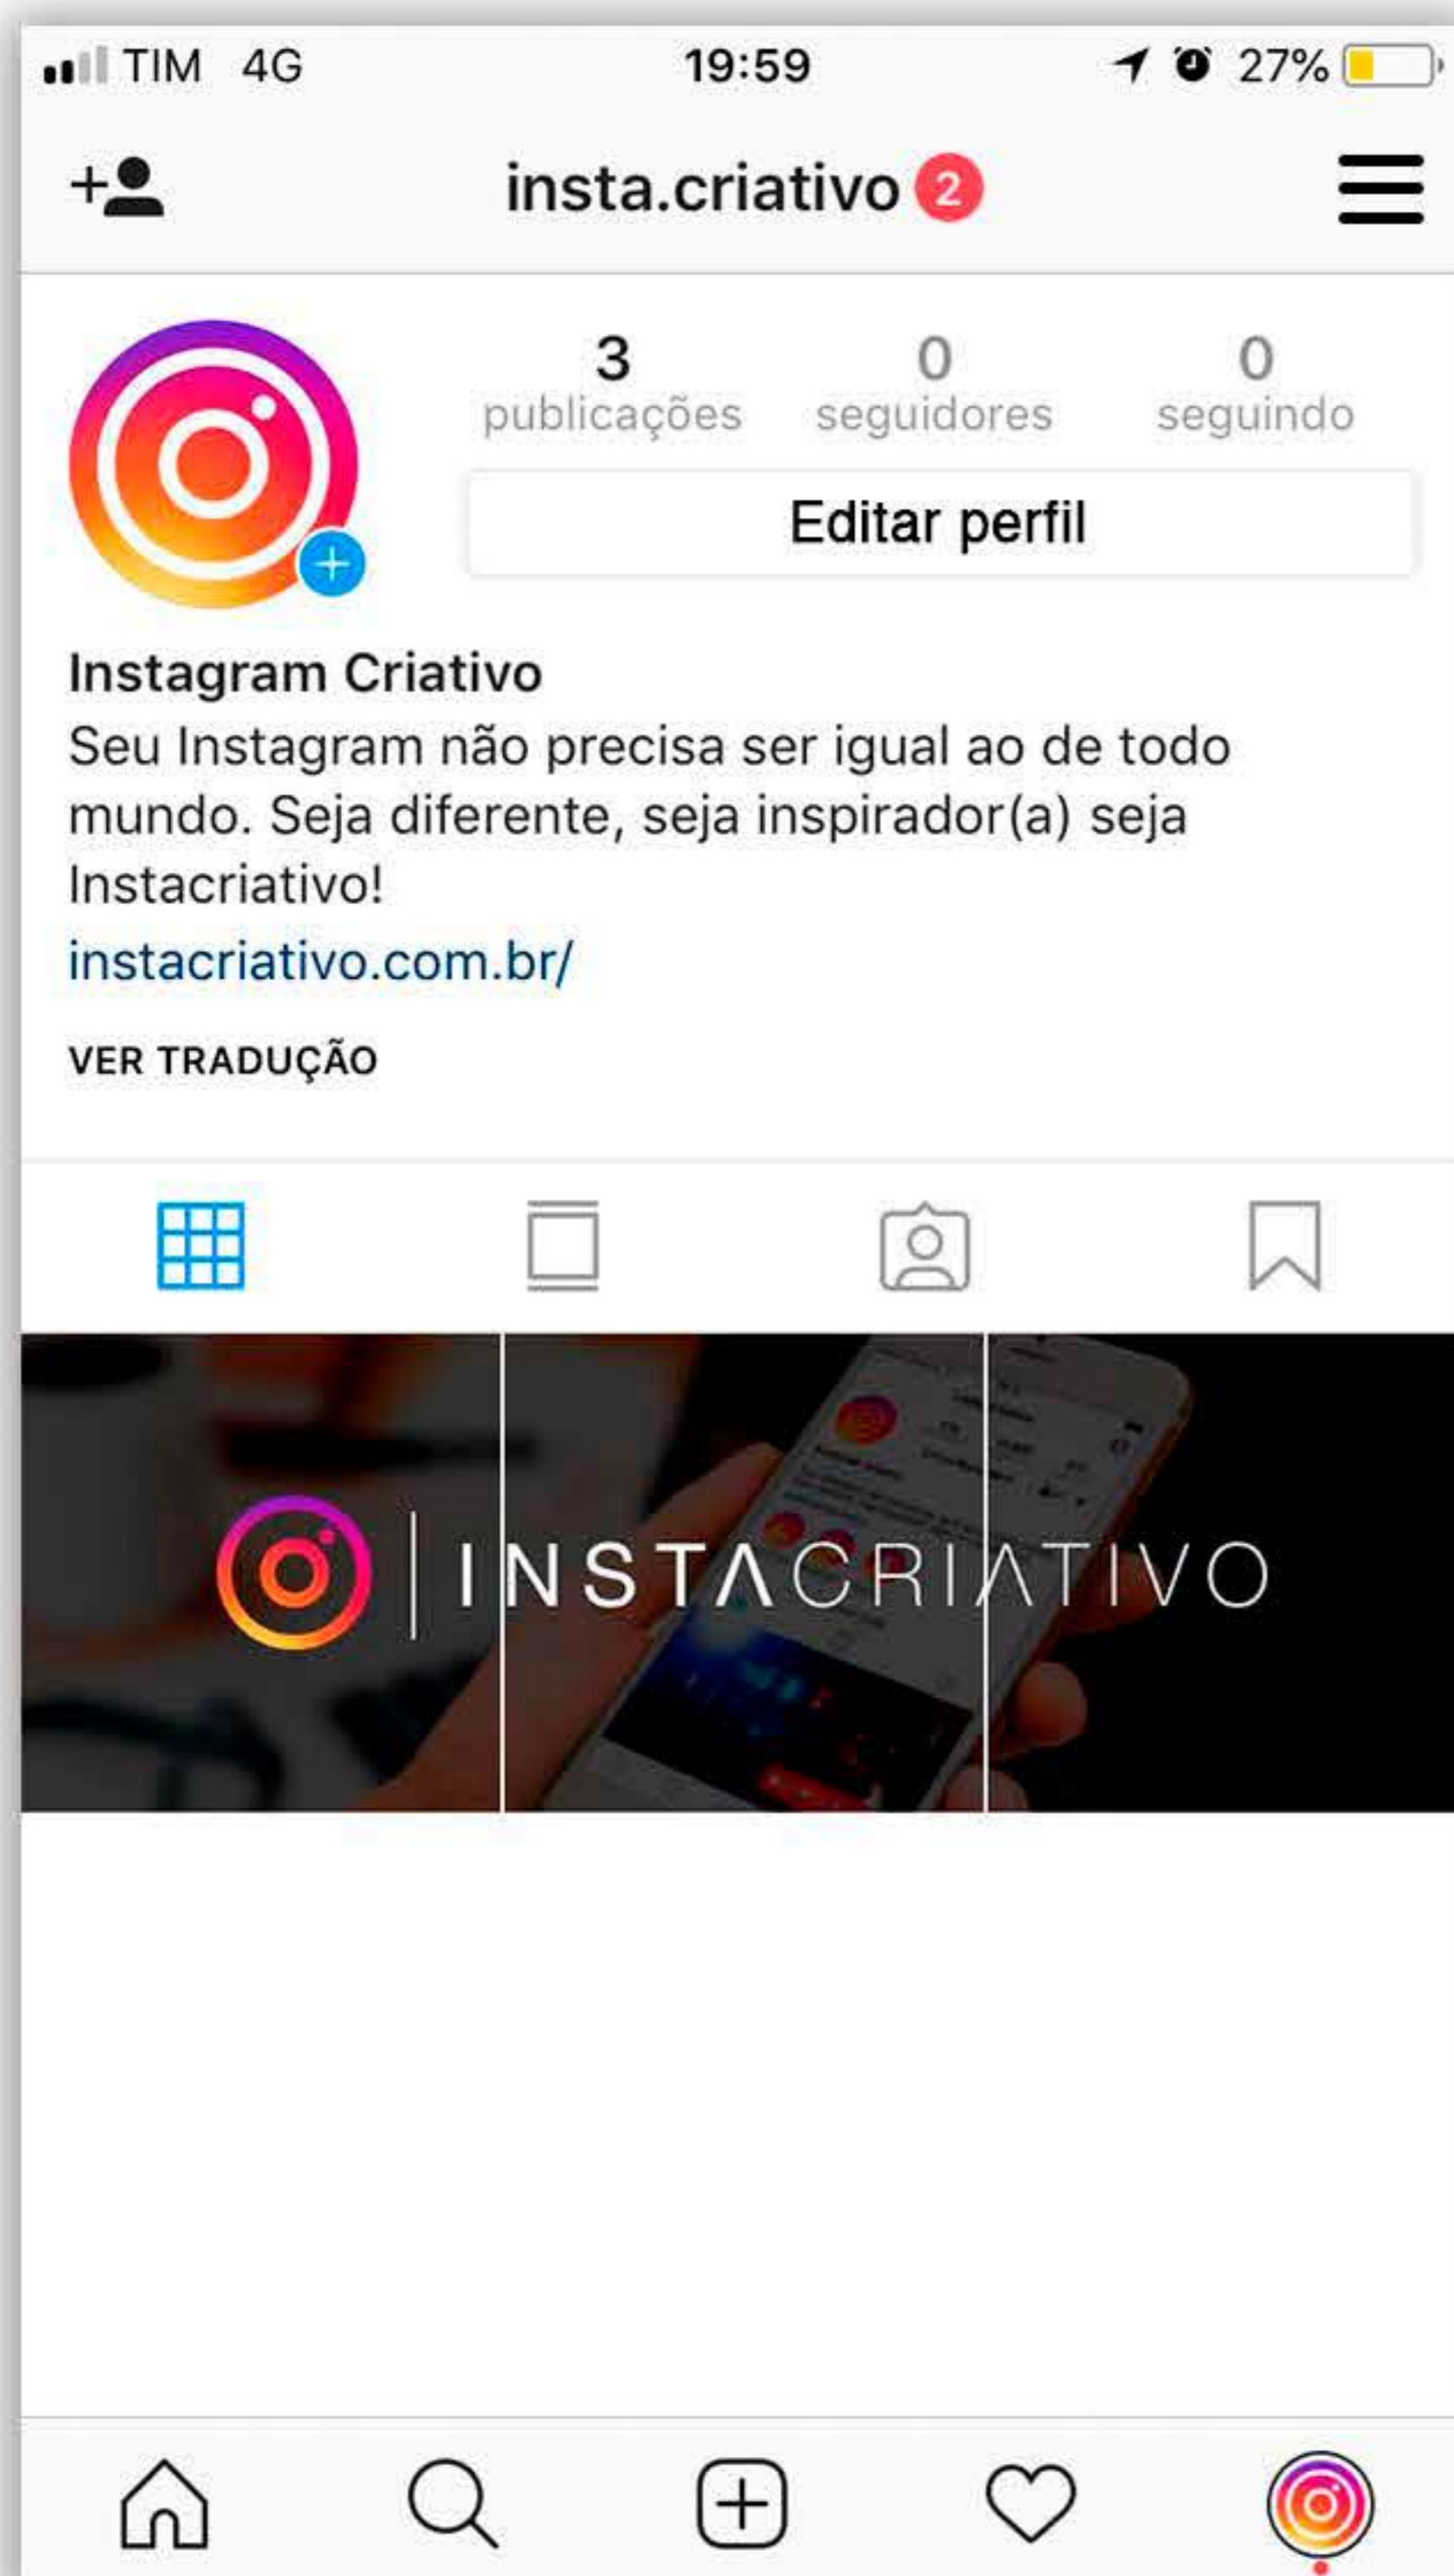 TIM 4G 19:59 27%
insta.criativo 2
3 0 0
publicações seguidores seguindo
Editar perfil
Instagram Criativo
Seu Instagram não precisa ser igual ao de todo
mundo. Seja diferente, seja inspirador(a) seja
Instacriativo!
instacriativo.com.br/
VER TRADUÇÃO
INSTACRIATIVO